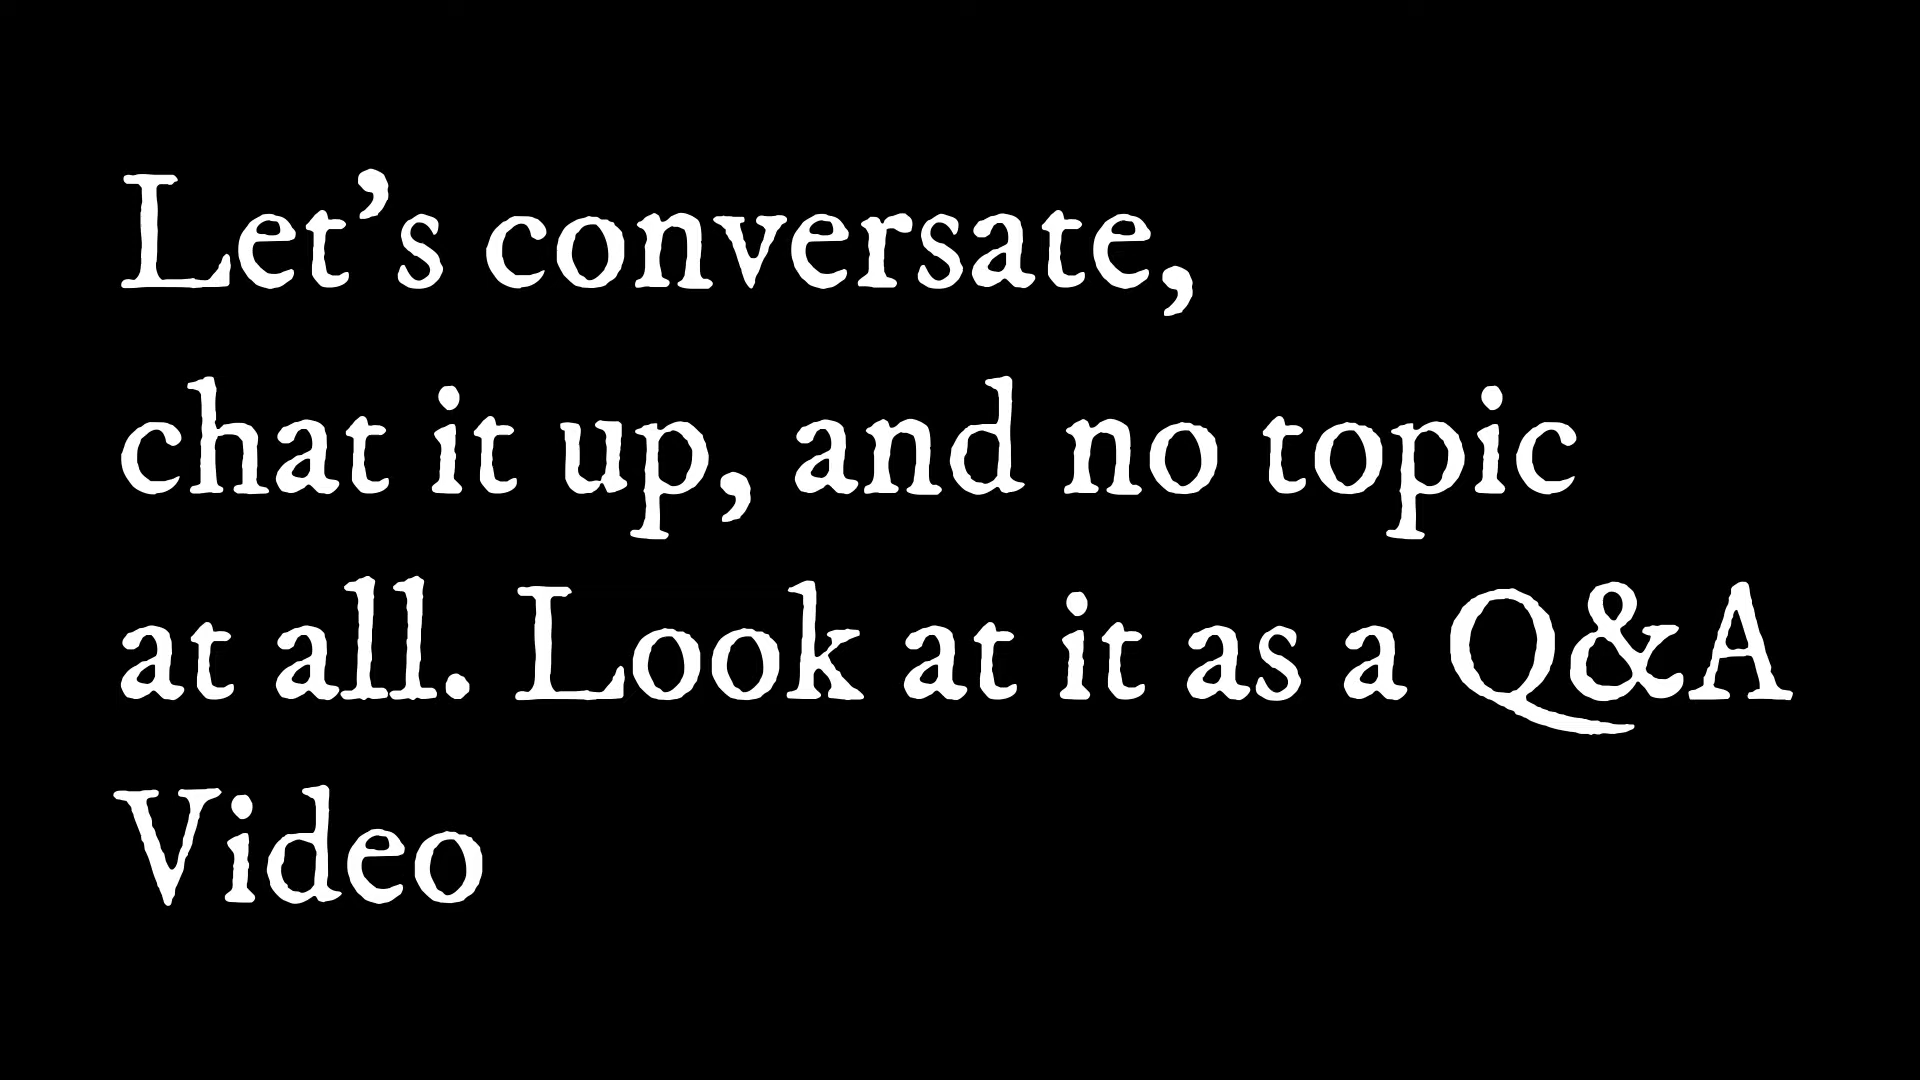 Let’s conversate,
chat it up, and no topic
at all. Look at it as a Q&A
Video